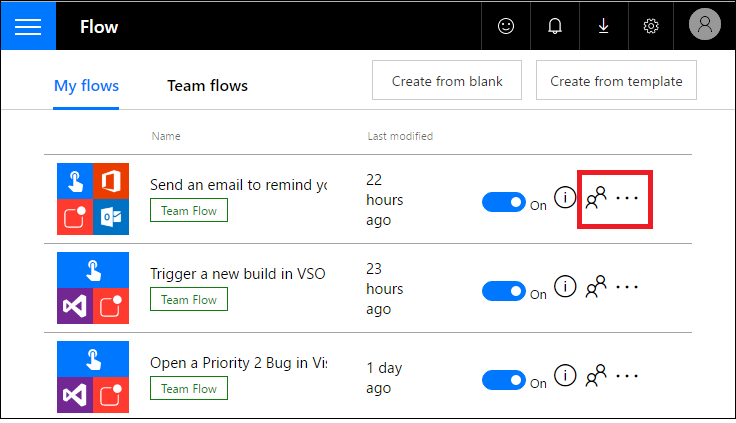 Flow
My flows
Team flows
Create from blank
Create from template
Name
Last modified
Send an email to remind yo
Team Flow
22
hours
ago
On
Trigger a new build in VSO
Team Flow
23
hours
ago
On
Open a Priority 2 Bug in Vis
Team Flow
1 day
ago
On